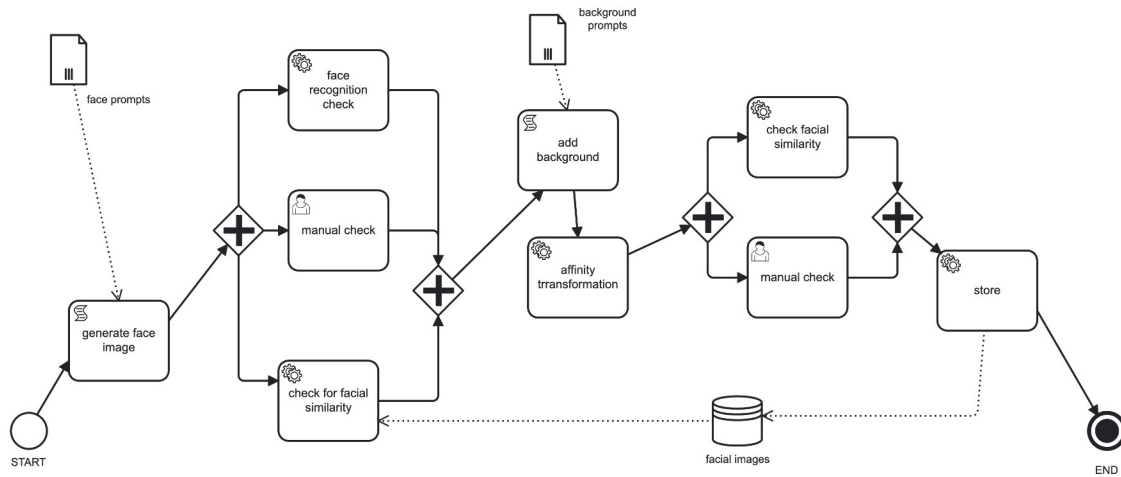 background
prompts
face prompts
face
recognition
check
manual check
check for facial
similarity
generate face
image
START
add
background
affinity
trransformation
check facial
similarity
manual check
store
facial images
END